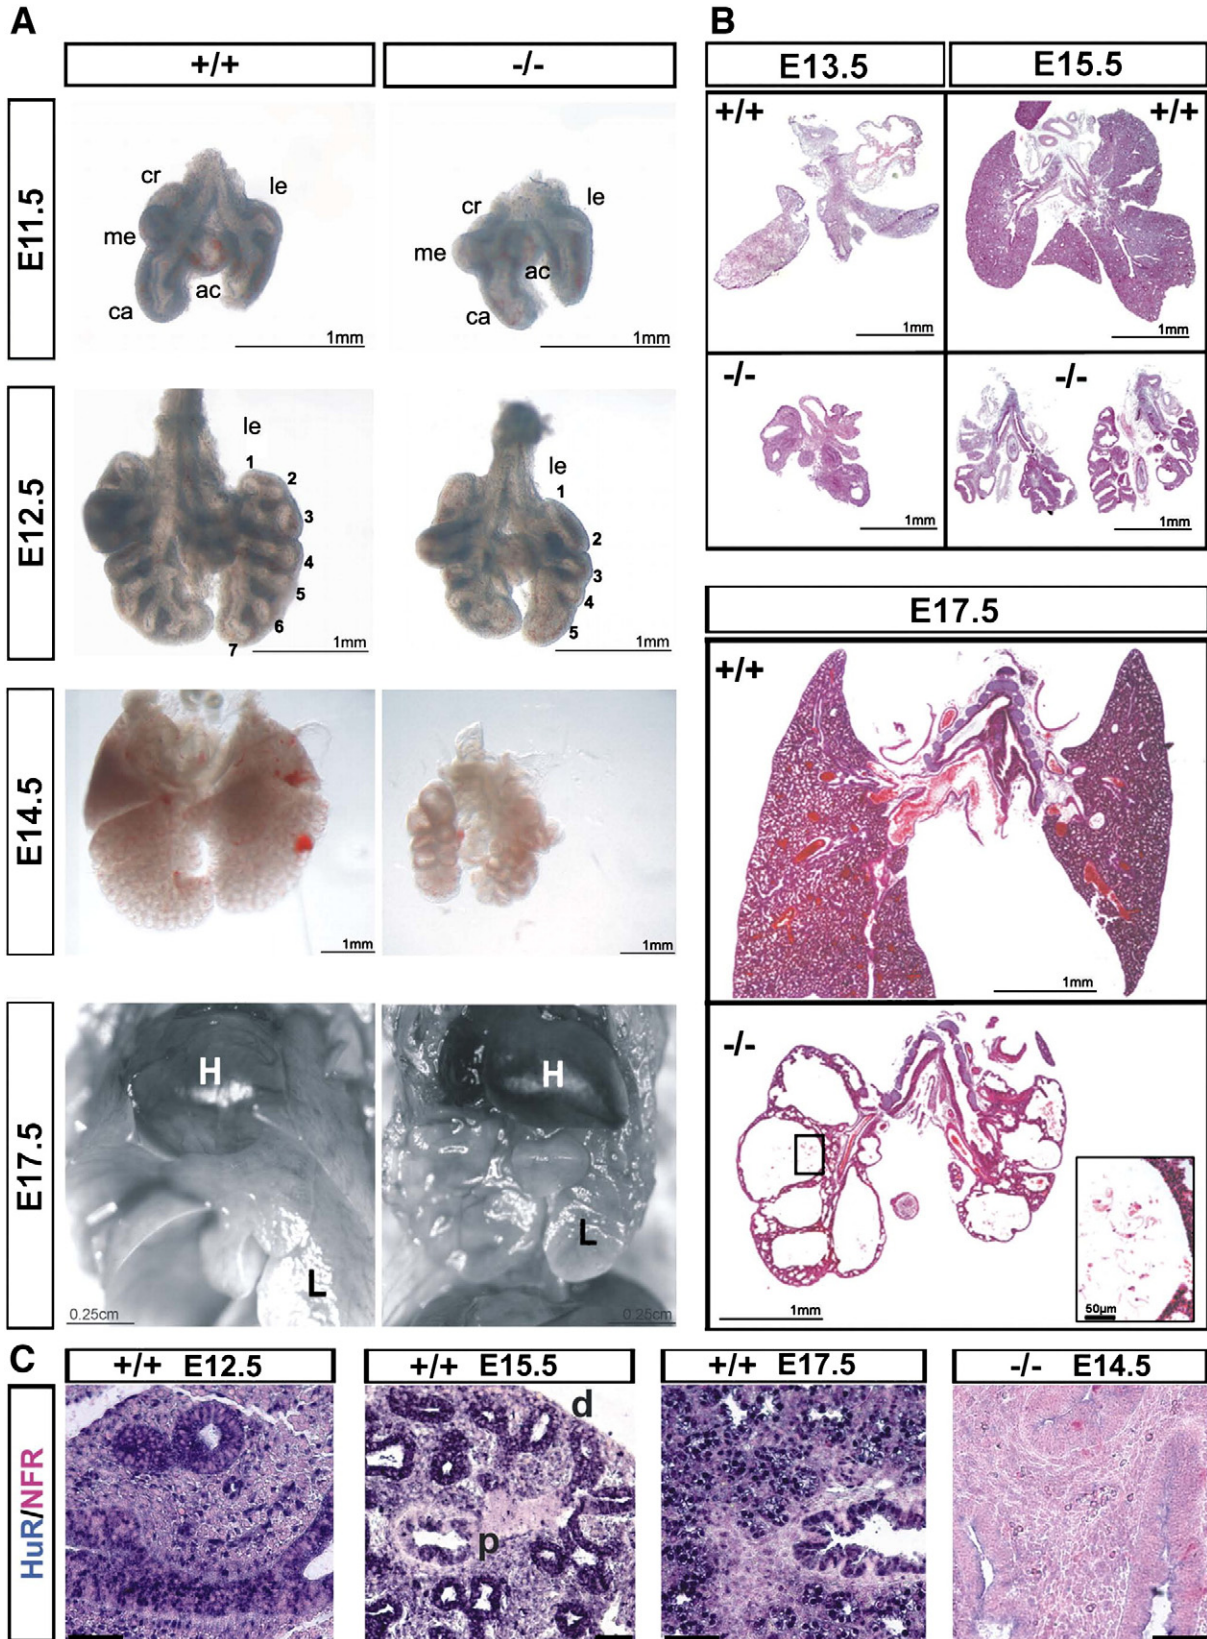 A
+/+
-/-
E11.5
cr
le
me
ac
ca
1mm
cr
le
me
ac
ca
1mm
E12.5
le
1
2
3
4
5
6
7
1mm
le
1
2
3
4
5
1mm
E14.5
1mm
1mm
E17.5
H
L
0.25cm
H
L
0.25cm
B
E13.5
E15.5
+/+
1mm
+/+
1mm
-/-
1mm
-/-
1mm
E17.5
+/+
1mm
-/-
1mm
50µm
C
HuR/NFR
+/+ E12.5
+/+ E15.5
d
p
+/+ E17.5
-/- E14.5